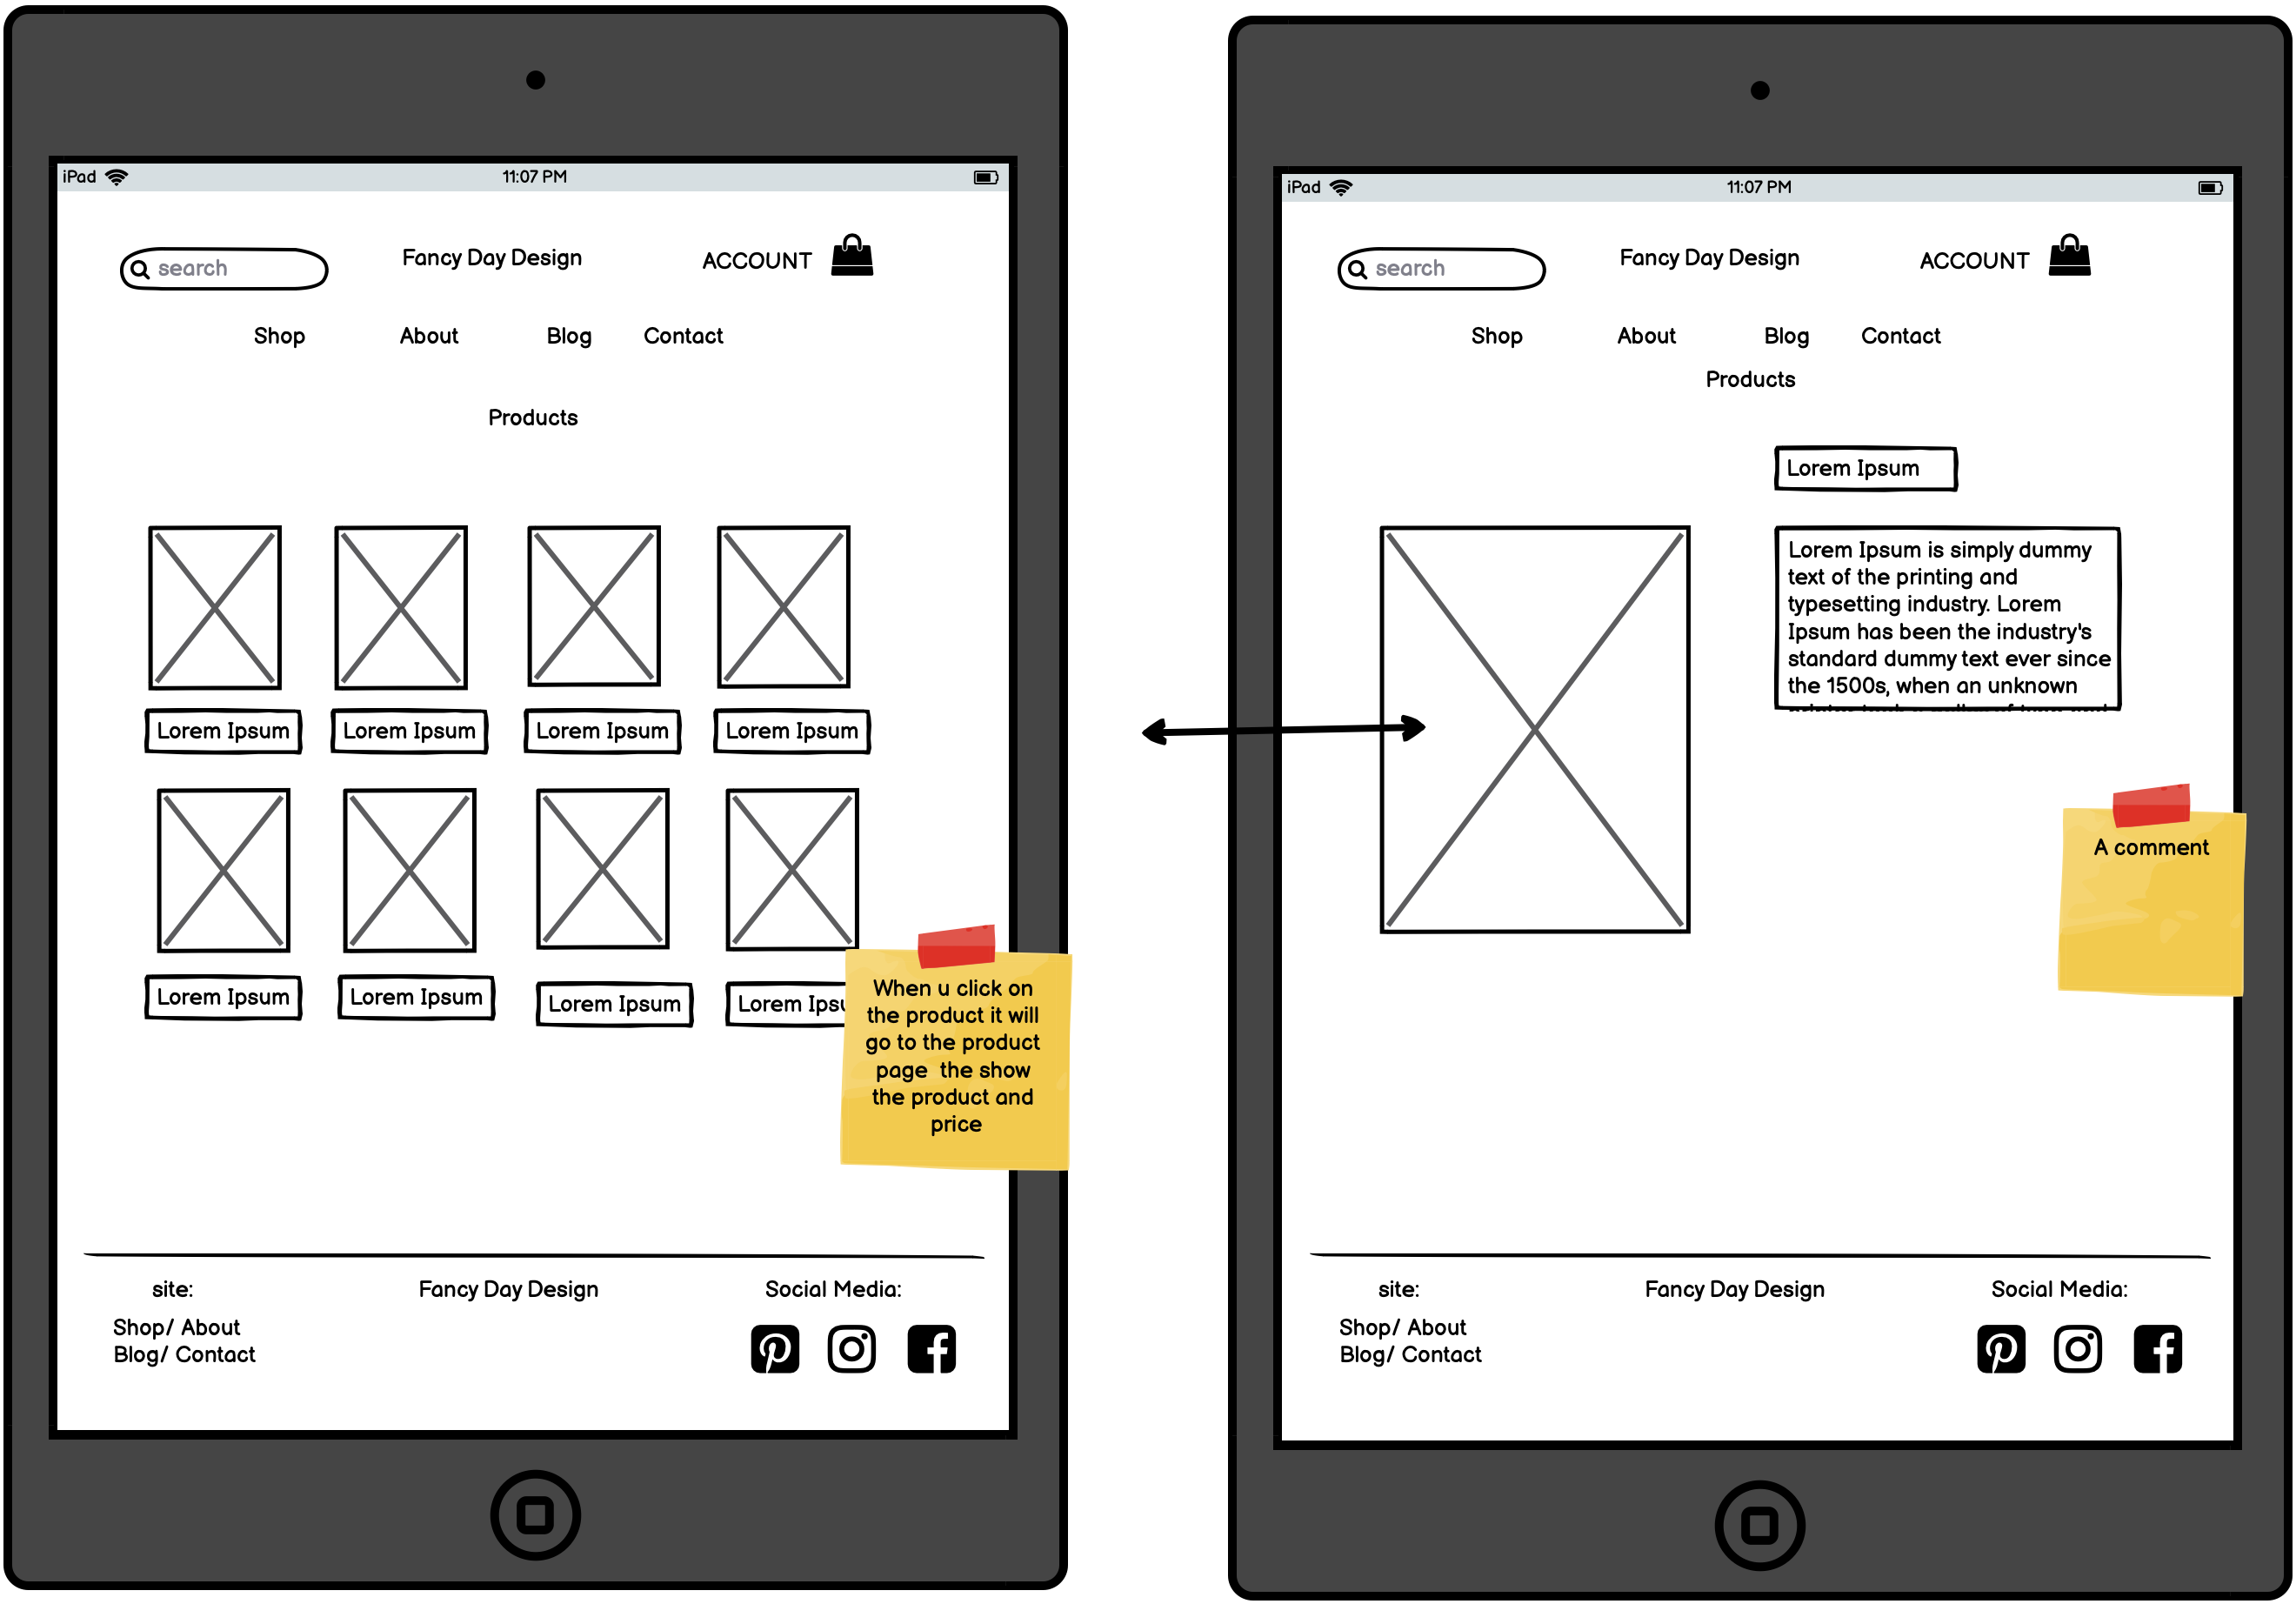 iPad
11:07 PM
search
Fancy Day Design
ACCOUNT
Shop About Blog Contact
Products
Lorem Ipsum Lorem Ipsum Lorem Ipsum Lorem Ipsum
Lorem Ipsum Lorem Ipsum Lorem Ipsum Lorem
When u click on
the product it will
go to the product
page the show
the product and
price
site:
Shop/ About
Blog/ Contact
Fancy Day Design
Social Media:
iPad
11:07 PM
search
Fancy Day Design
ACCOUNT
Shop About Blog Contact
Products
Lorem Ipsum
Lorem Ipsum is simply dummy
text of the printing and
typesetting industry. Lorem
Ipsum has been the industry's
standard dummy text ever since
the 1500s, when an unknown
A comment
site:
Shop/ About
Blog/ Contact
Fancy Day Design
Social Media: